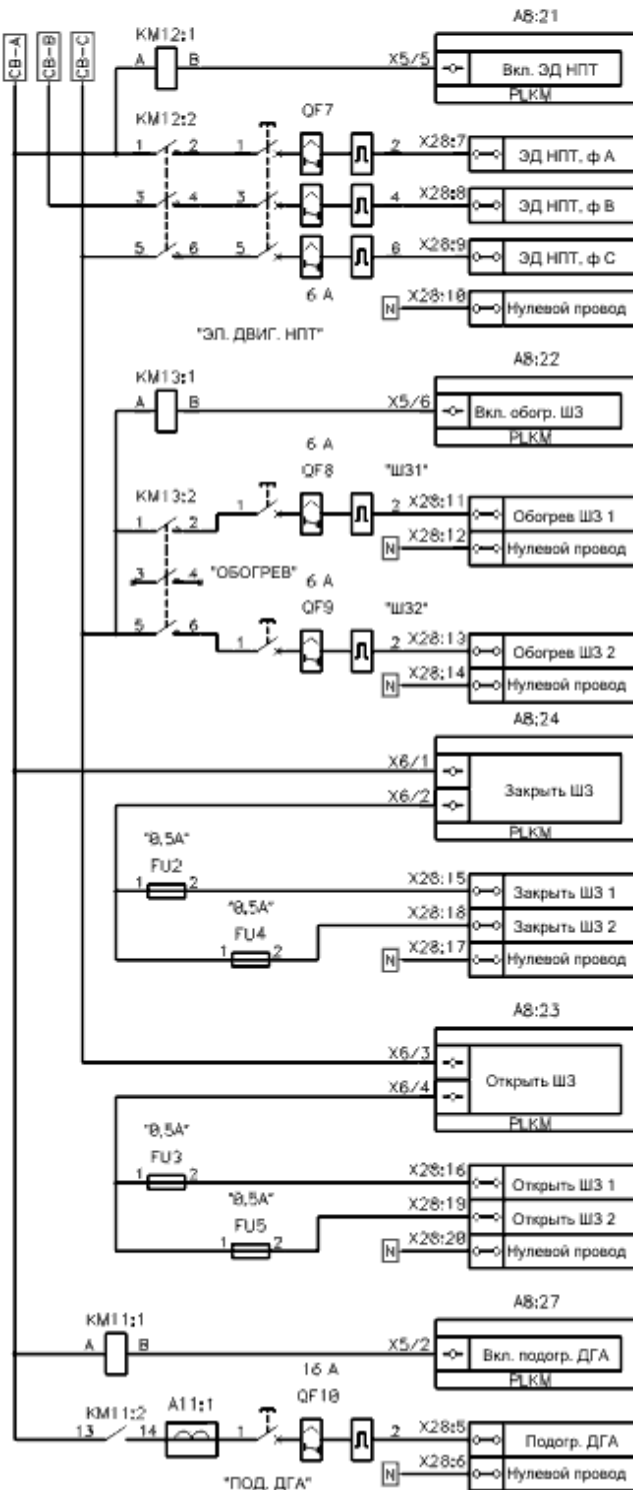 A8:21
СВ-А СВ-В СВ-С
КМ12:1
А В Х5/5 Вкл. ЭД НПТ
PLKM
КМ12:2 QF7
1 2 1 2 Х28:7 ЭД НПТ, ф А
3 4 3 4 Х28:8 ЭД НПТ, ф В
5 6 5 6 Х28:9 ЭД НПТ, ф С
6 А N Х28:10 Нулевой провод
"ЭЛ. ДВИГ. НПТ"
A8:22
КМ13:1
А В Х5/6 Вкл. обогр. ШЗ
PLKM
6 А
QF8 "ШЗ1"
КМ13:2 1 2 Х28:11 Обогрев ШЗ 1
1 2 N Х28:12 Нулевой провод
3 4 "ОБОГРЕВ" 6 А
QF9 "ШЗ2"
5 6 1 2 Х28:13 Обогрев ШЗ 2
N Х28:14 Нулевой провод
A8:24
Х6/1
Х6/2 Закрыть ШЗ
PLKM
"0,5А"
FU2
1 2 Х28:15 Закрыть ШЗ 1
"0,5А"
FU4
1 2 Х28:18 Закрыть ШЗ 2
N Х28:17 Нулевой провод
A8:23
Х6/3
Х6/4 Открыть ШЗ
PLKM
"0,5А"
FU3
1 2 Х28:16 Открыть ШЗ 1
"0,5А"
FU5
1 2 Х28:19 Открыть ШЗ 2
N Х28:20 Нулевой провод
A8:27
КМ11:1
А В Х5/2 Вкл. подогр. ДГА
PLKM
16 А
КМ11:2 А11:1 QF10
13 14 1 2 Х28:5 Подогр. ДГА
N Х28:6 Нулевой провод
"ПОД. ДГА"